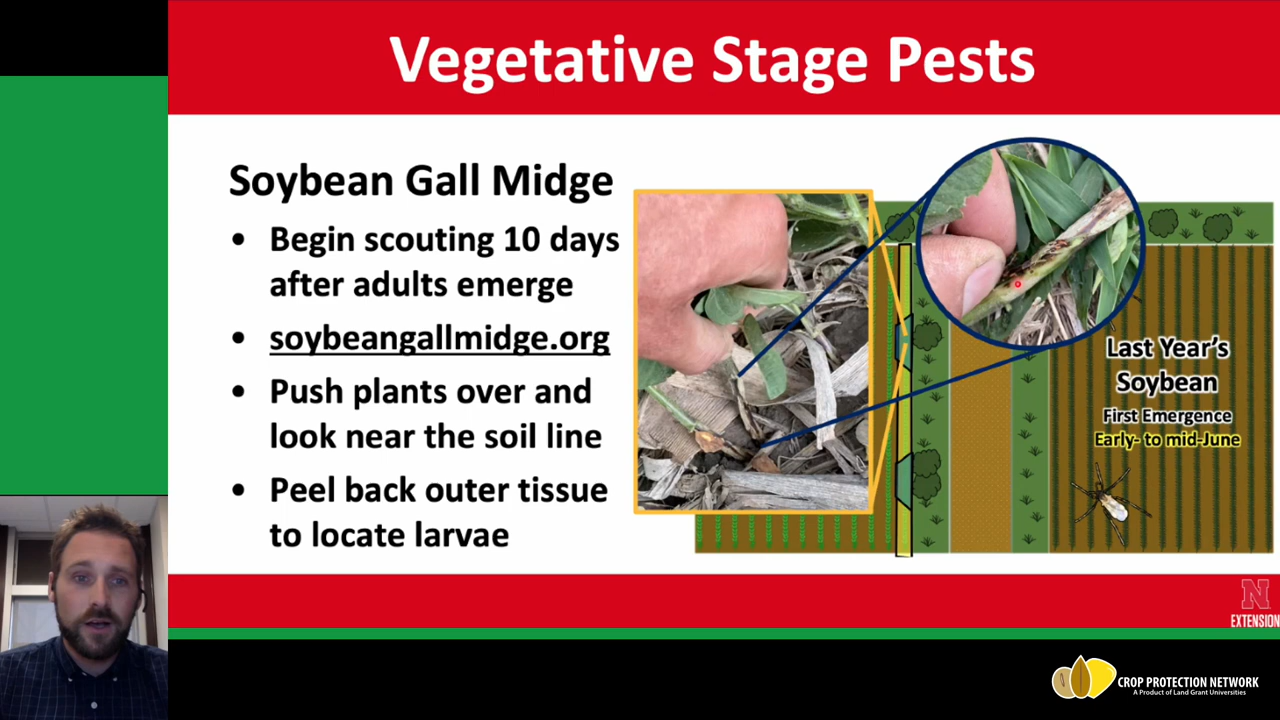 Vegetative Stage Pests
Soybean Gall Midge
• Begin scouting 10 days
after adults emerge
• soybeangallmidge.org
• Push plants over and
look near the soil line
• Peel back outer tissue
to locate larvae
Last Year's
Soybean
First Emergence
Early- to mid-June
N
EXTENSION
CROP PROTECTION NETWORK
A Product of Land Grant Universities